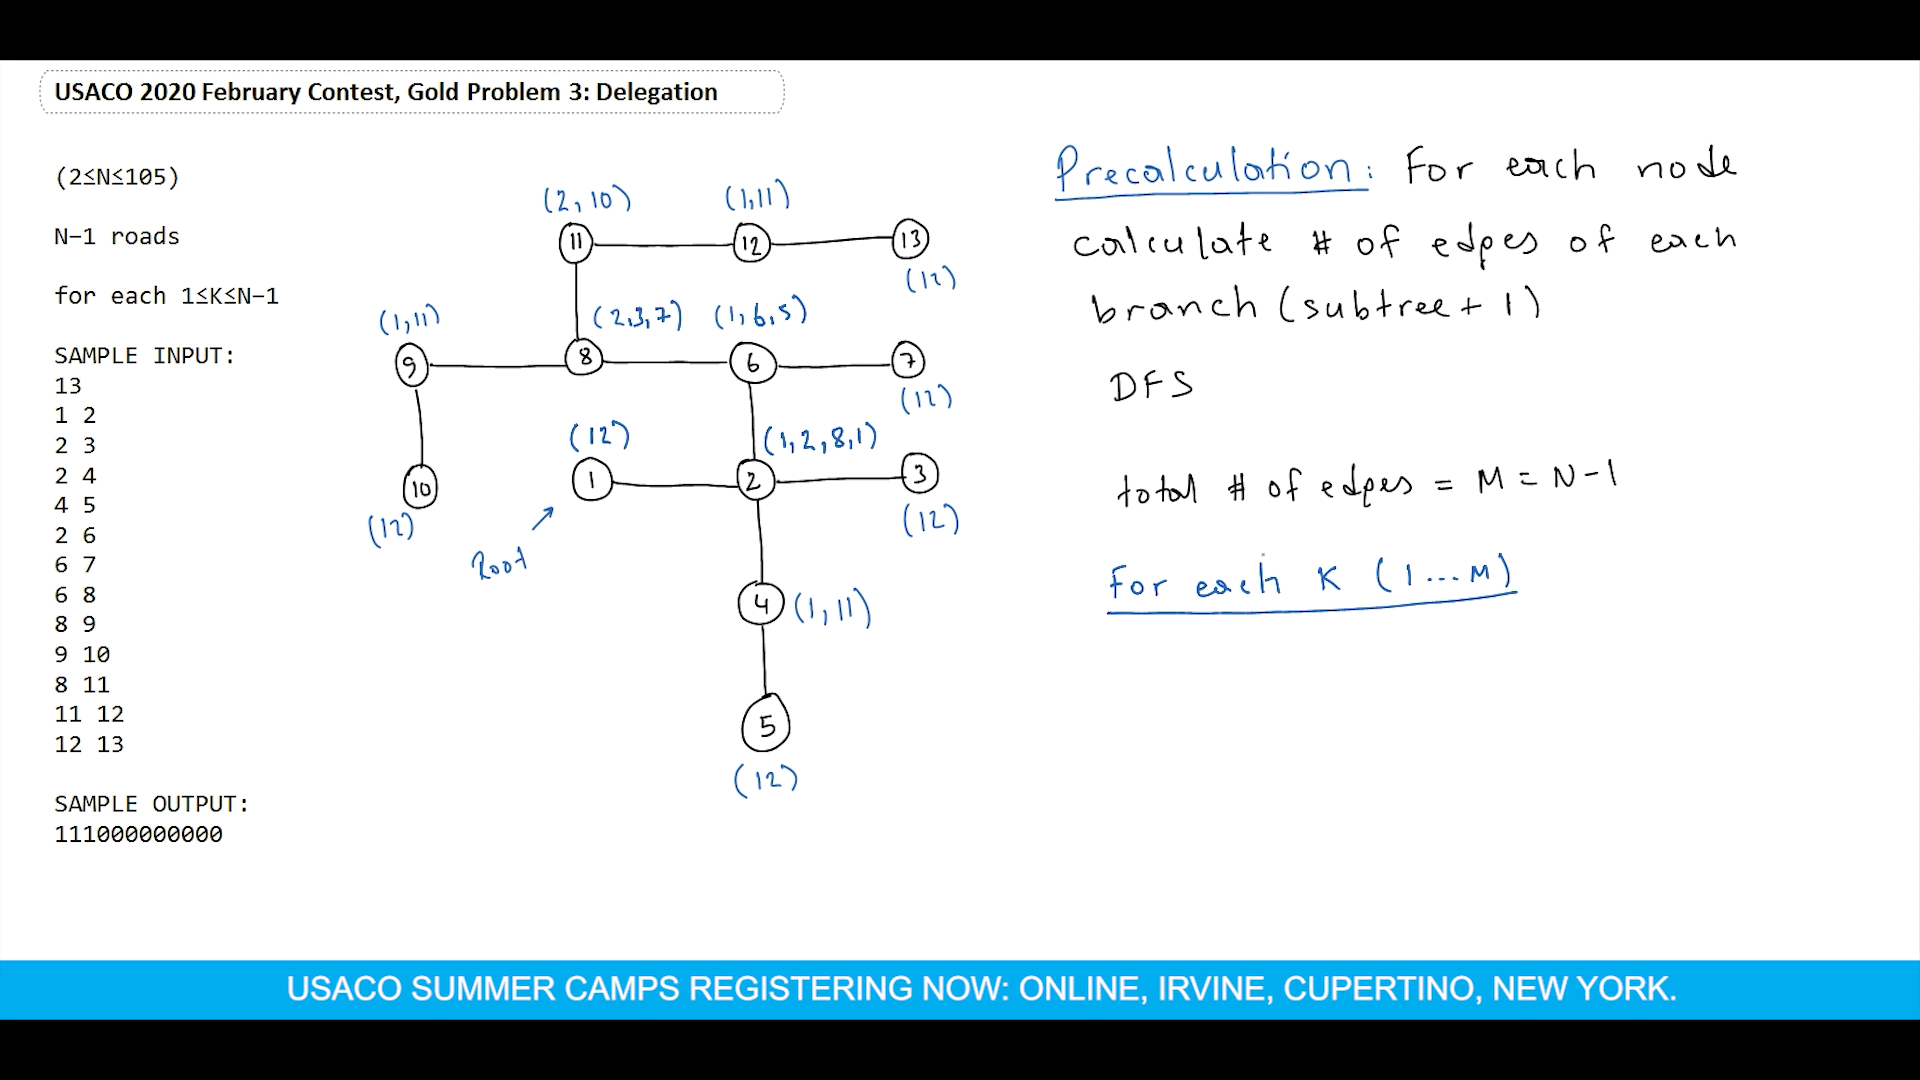 USACO 2020 February Contest, Gold Problem 3: Delegation
(2≤N≤105)
N-1 roads
for each 1≤K≤N-1
SAMPLE INPUT:
13
1 2
2 3
2 4
4 5
2 6
6 7
6 8
8 9
9 10
8 11
11 12
12 13
SAMPLE OUTPUT:
111000000000
(2,10)
(1,11)
11
12
13
(12)
(1,11)
(2,3,7)
(1,6,5)
9
8
6
7
(12)
(12)
(1,2,8,1)
10
1
2
3
(12)
(12)
Root
4
(1,11)
5
(12)
Precalculation: For each node
calculate # of edges of each
branch (subtree + 1)
DFS
total # of edges = M = N-1
For each K (1...M)
USACO SUMMER CAMPS REGISTERING NOW: ONLINE, IRVINE, CUPERTINO, NEW YORK.